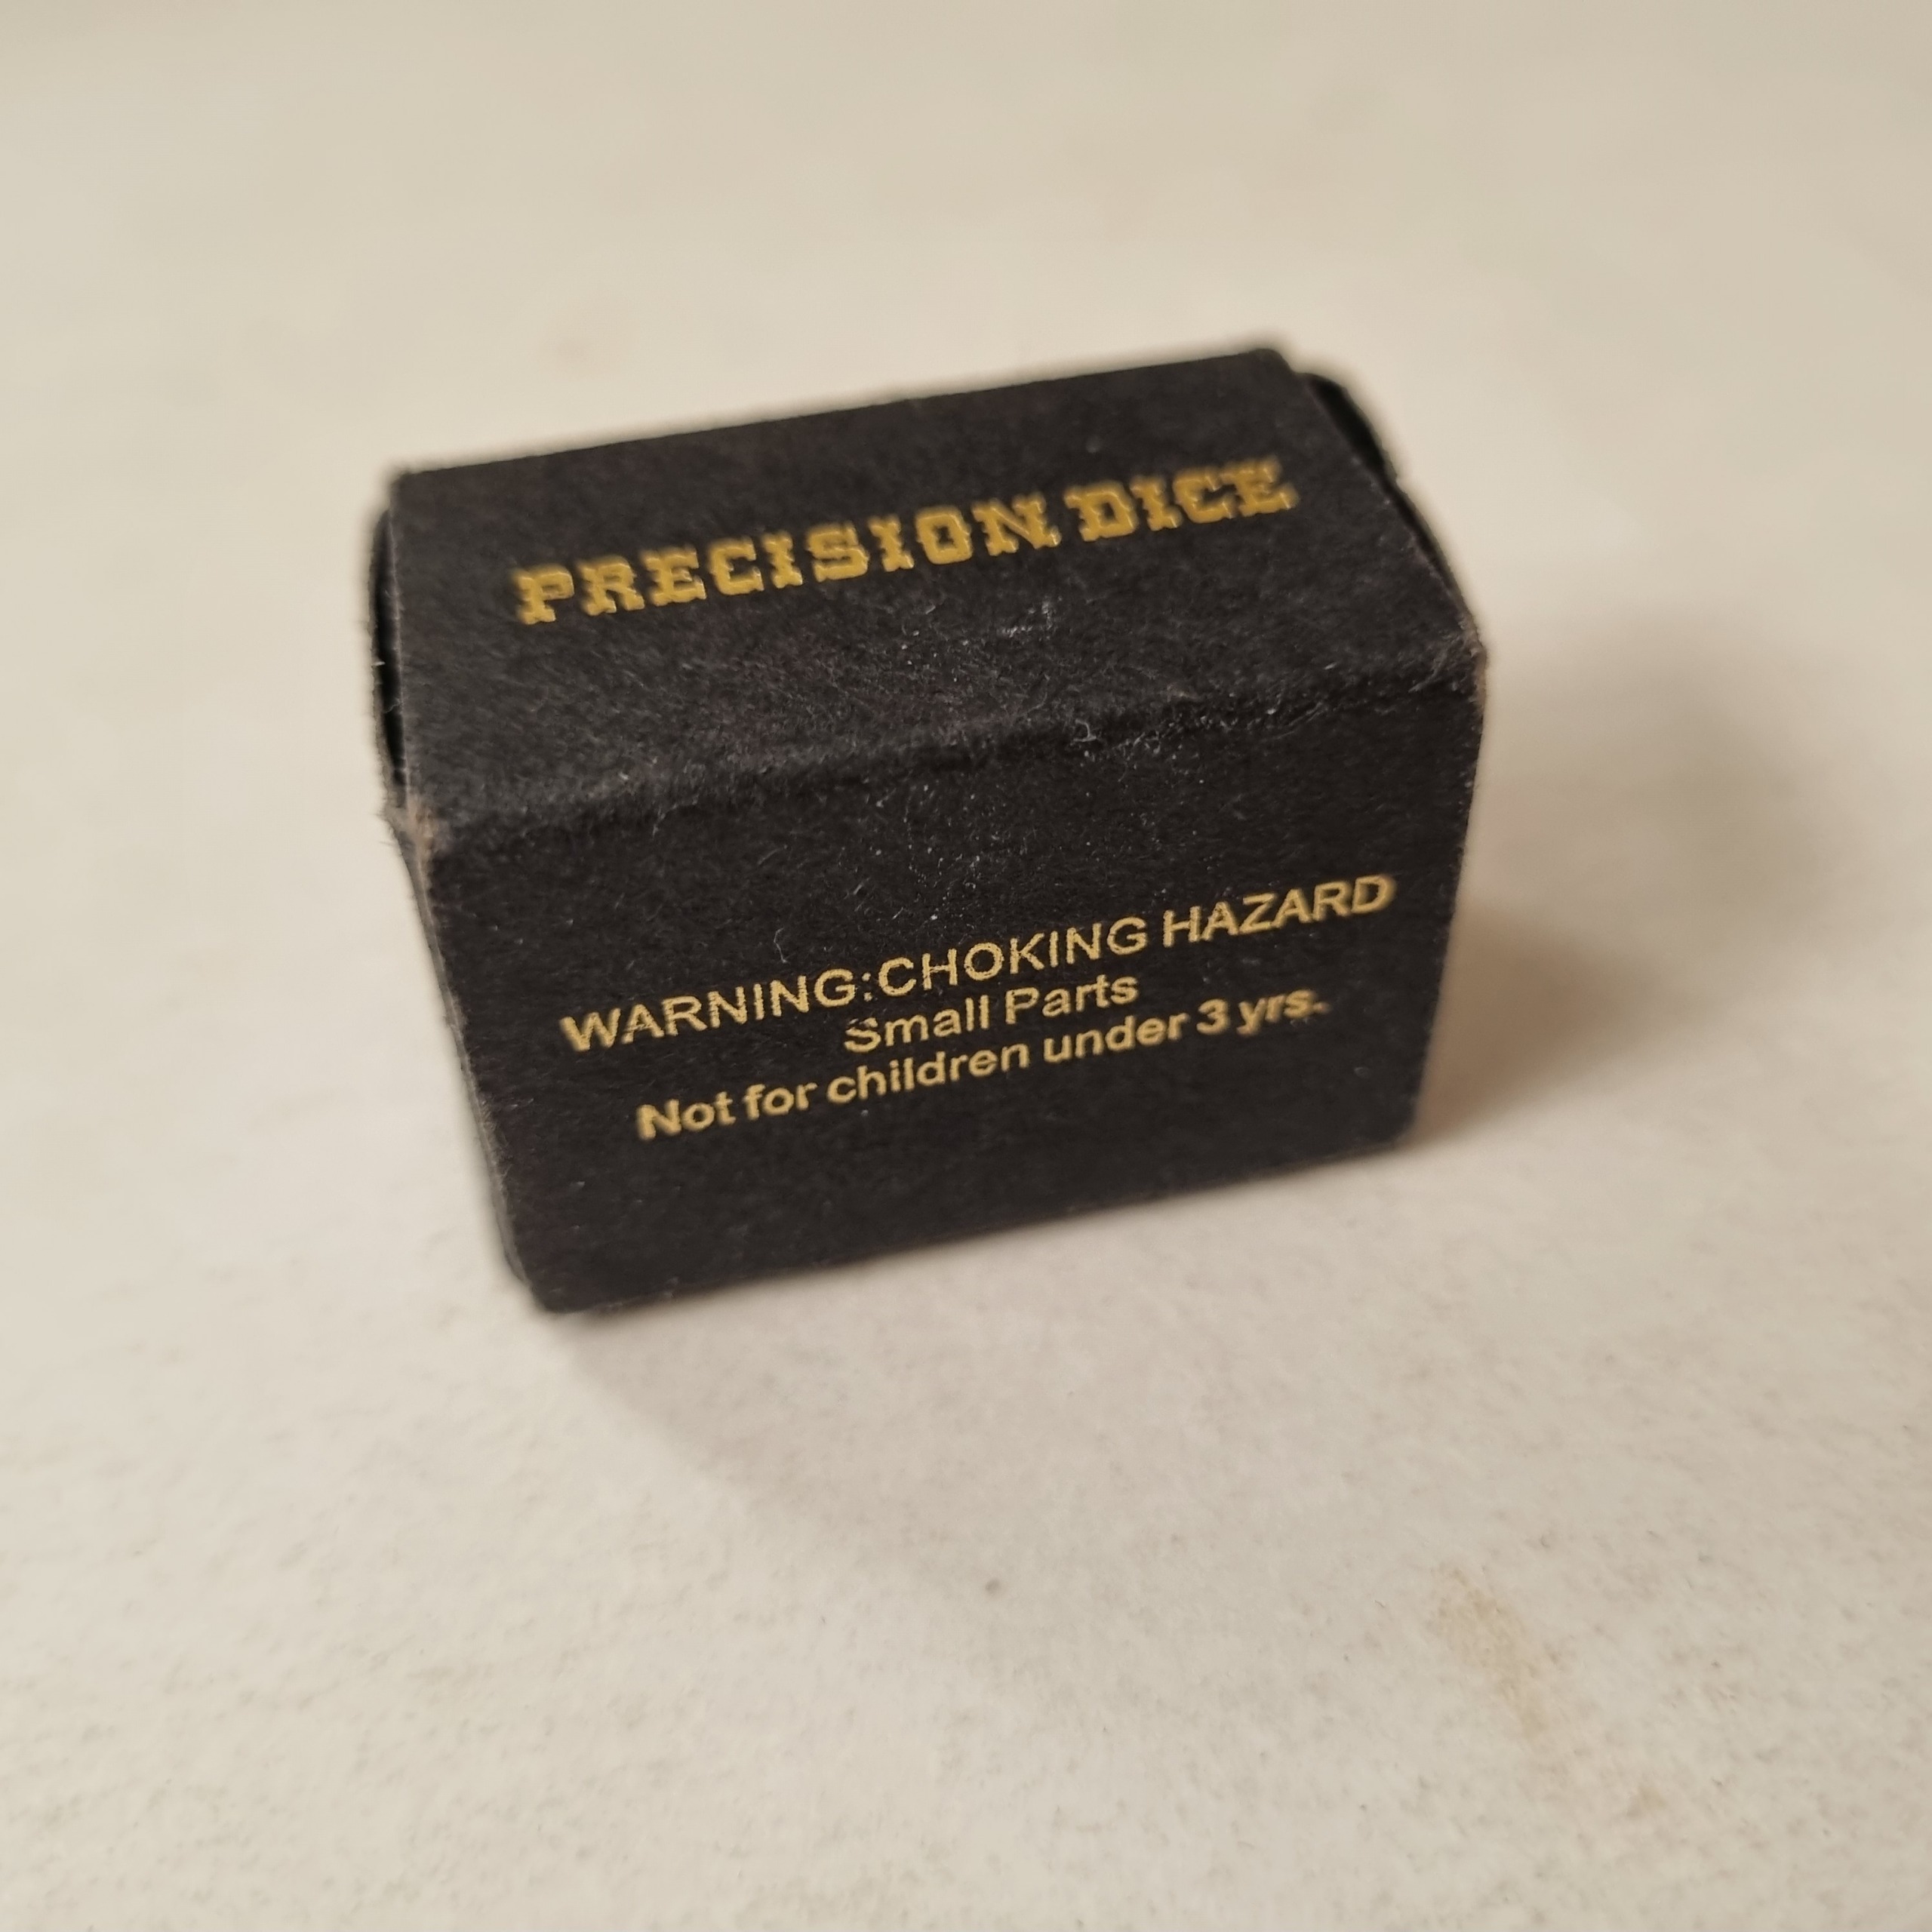 PRECISION DICE
WARNING:CHOKING HAZARD
Small Parts
Not for children under 3 yrs.